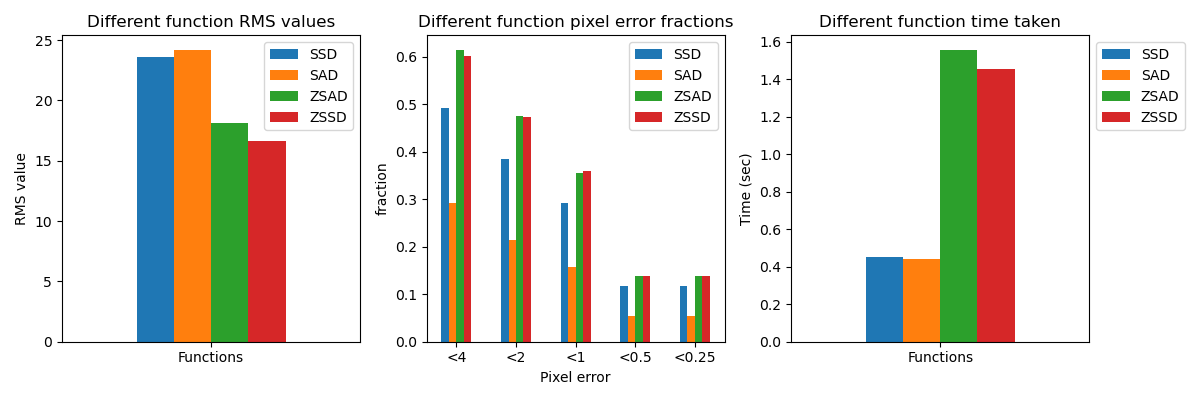 Different function RMS values
RMS value
25
20
15
10
5
0
Functions
SSD
SAD
ZSAD
ZSSD
Different function pixel error fractions
fraction
0.6
0.5
0.4
0.3
0.2
0.1
0.0
<4 <2 <1 <0.5 <0.25
Pixel error
SSD
SAD
ZSAD
ZSSD
Different function time taken
Time (sec)
1.6
1.4
1.2
1.0
0.8
0.6
0.4
0.2
0.0
Functions
SSD
SAD
ZSAD
ZSSD